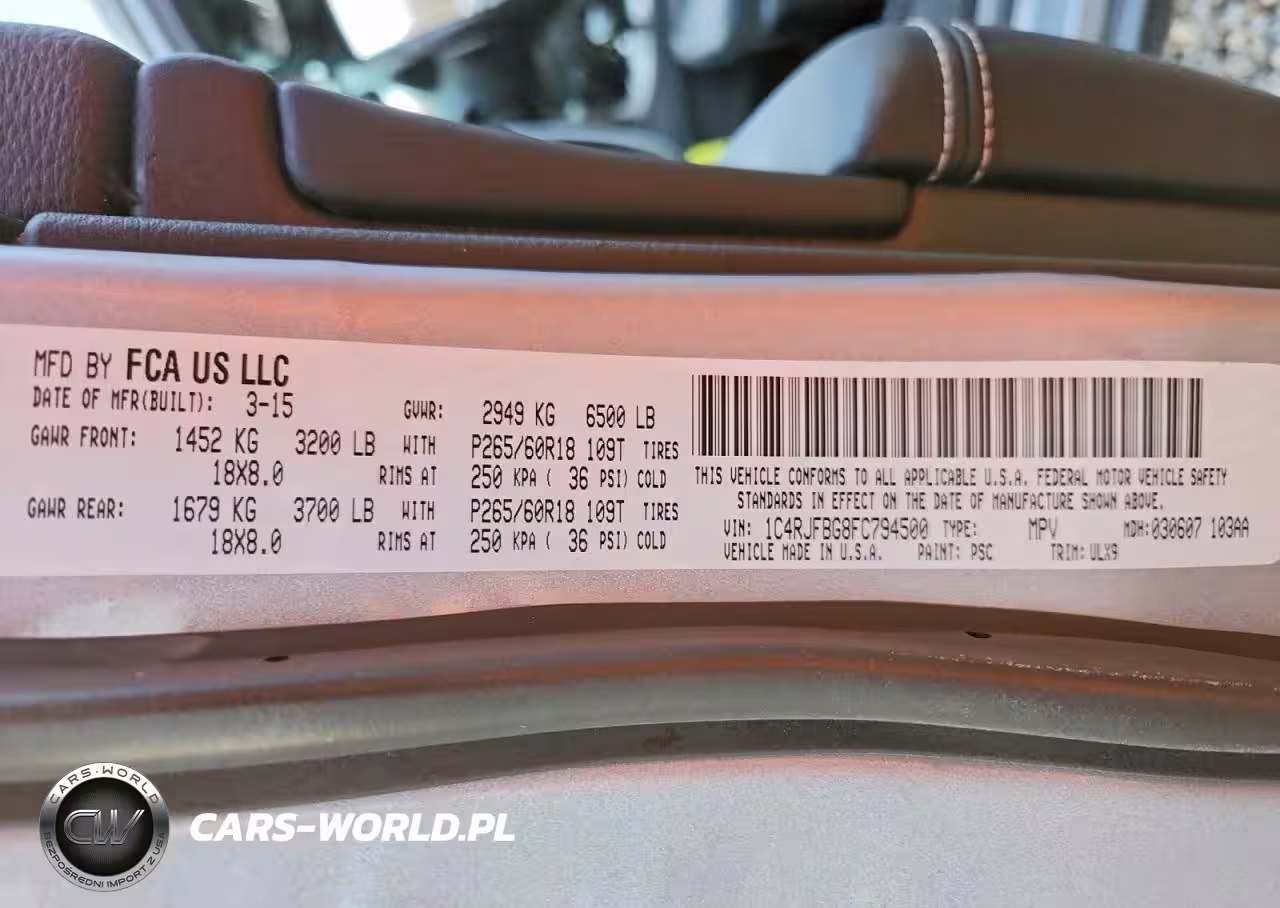 MFD BY FCA US LLC
DATE OF MFR(BUILT): 3-15 GVWR: 2949 KG 6500 LB
GAWR FRONT: 1452 KG 3200 LB WITH P265/60R18 109T TIRES
18X8.0 RIMS AT 250 KPA ( 36 PSI) COLD
GAWR REAR: 1679 KG 3700 LB WITH P265/60R18 109T TIRES
18X8.0 RIMS AT 250 KPA ( 36 PSI) COLD
THIS VEHICLE CONFORMS TO ALL APPLICABLE U.S.A. FEDERAL MOTOR VEHICLE SAFETY
STANDARDS IN EFFECT ON THE DATE OF MANUFACTURE SHOWN ABOVE.
VIN: 1C4RJFBG8FC794500 TYPE: MPV MDH:030607 103AA
VEHICLE MADE IN U.S.A. PAINT: PSC TRIM: ULX9
CARS-WORLD
CW
BEZPOŚREDNI IMPORT Z USA
CARS-WORLD.PL